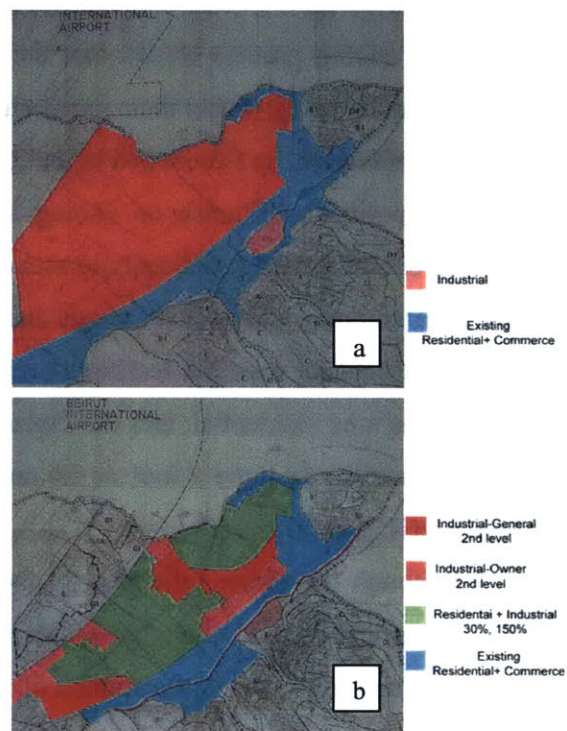 INTERNATIONAL
AIRPORT
Industrial
Existing
Residential+ Commerce
a
BEIRUT
INTERNATIONAL
AIRPORT
Industrial-General
2nd level
Industrial-Owner
2nd level
Residental + Industrial
30%, 150%
Existing
Residential+ Commerce
b